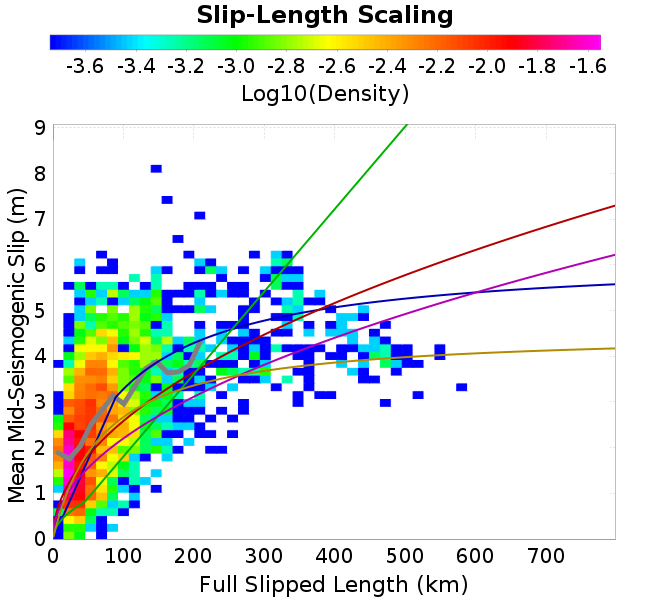 Slip-Length Scaling
-3.6 -3.4 -3.2 -3.0 -2.8 -2.6 -2.4 -2.2 -2.0 -1.8 -1.6
Log10(Density)
Mean Mid-Seismogenic Slip (m)
9
8
7
6
5
4
3
2
1
0
0 100 200 300 400 500 600 700
Full Slipped Length (km)